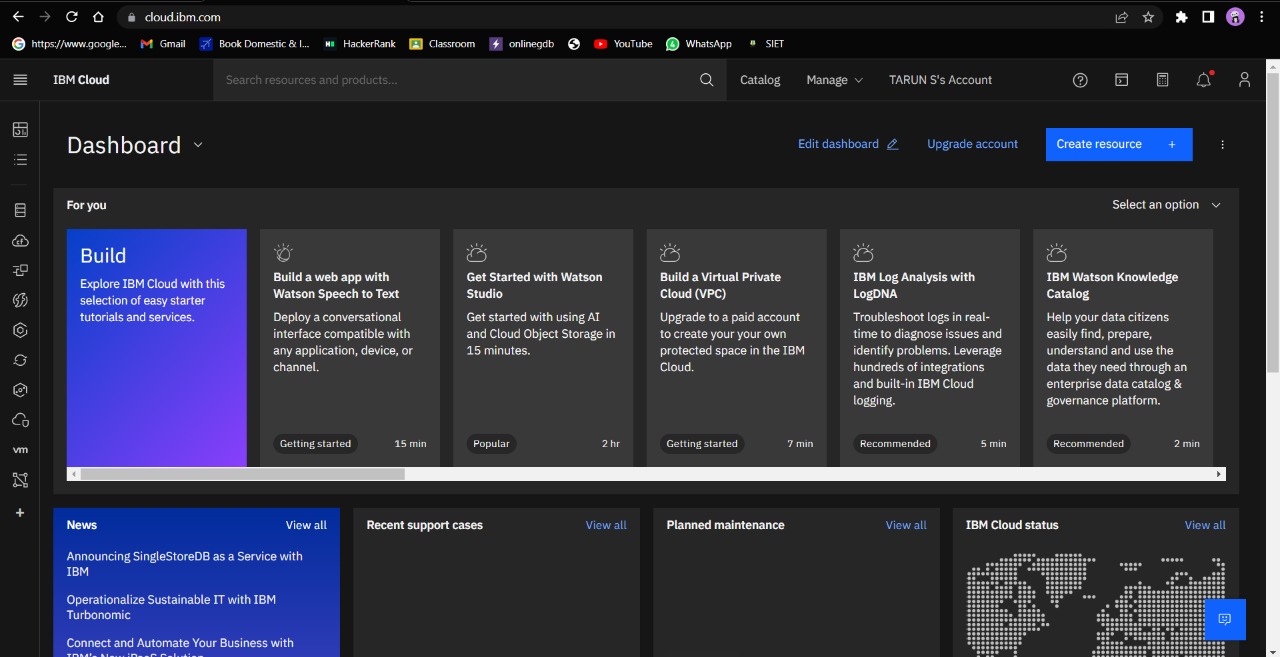 cloud.ibm.com
https://www.google...
Gmail
Book Domestic & I...
HackerRank
Classroom
onlinegdb
YouTube
WhatsApp
SIET
IBM Cloud
Search resources and products...
Catalog
Manage
TARUN S's Account
Dashboard
Edit dashboard
Upgrade account
Create resource +
For you
Select an option
Build
Explore IBM Cloud with this
selection of easy starter
tutorials and services.
Build a web app with
Watson Speech to Text
Deploy a conversational
interface compatible with
any application, device, or
channel.
Getting started
15 min
Get Started with Watson
Studio
Get started with using AI
and Cloud Object Storage in
15 minutes.
Popular
2 hr
Build a Virtual Private
Cloud (VPC)
Upgrade to a paid account
to create your your own
protected space in the IBM
Cloud.
Getting started
7 min
IBM Log Analysis with
LogDNA
Troubleshoot logs in real-
time to diagnose issues and
identify problems. Leverage
hundreds of integrations
and built-in IBM Cloud
logging.
Recommended
5 min
IBM Watson Knowledge
Catalog
Help your data citizens
easily find, prepare,
understand and use the
data they need through an
enterprise data catalog &
governance platform.
Recommended
2 min
vm
News
View all
Announcing SingleStoreDB as a Service with
IBM
Operationalize Sustainable IT with IBM
Turbonomic
Connect and Automate Your Business with
IBM's New iPaaS Solution
Recent support cases
View all
Planned maintenance
View all
IBM Cloud status
View all